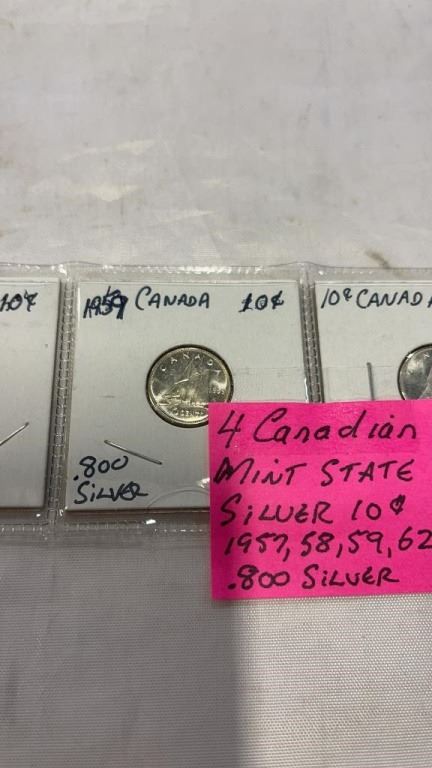 10¢
1959 CANADA 10¢
10¢ CANADA
CANADA
.800
SILVER
4 Canadian
MINT STATE
SILVER 10¢
1957, 58, 59, 62
.800 SILVER